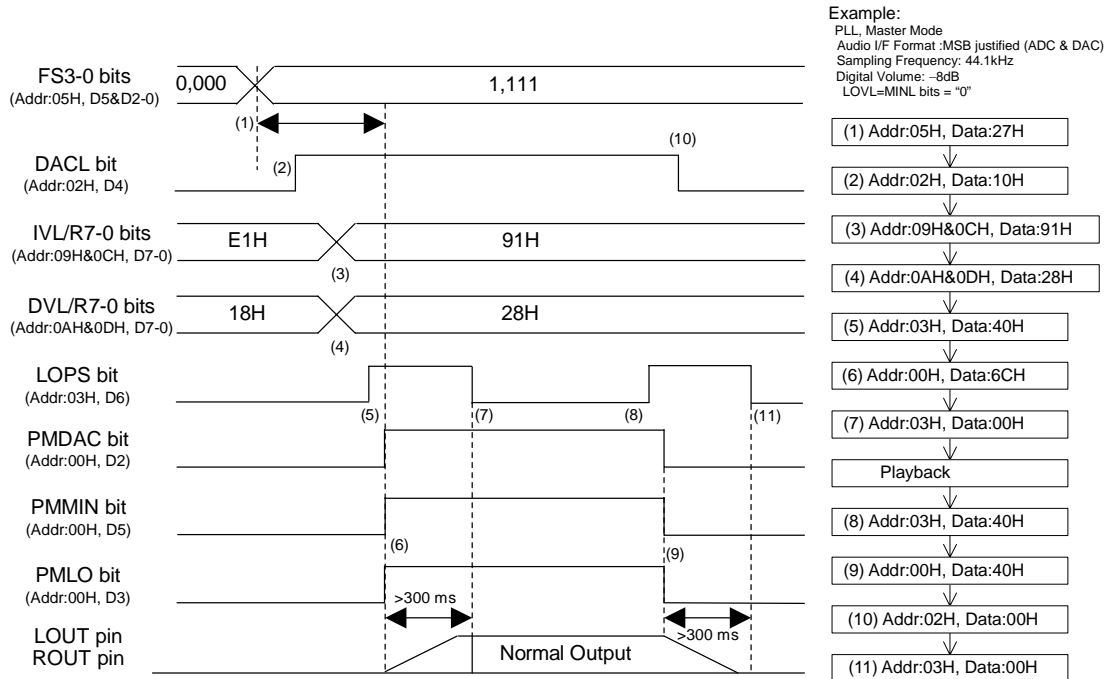 FS3-0 bits
(Addr:05H, D5&D2-0)
0,000
1,111
(1)
DACL bit
(Addr:02H, D4)
(2)
(10)
IVL/R7-0 bits
(Addr:09H&0CH, D7-0)
E1H
91H
(3)
DVL/R7-0 bits
(Addr:0AH&0DH, D7-0)
18H
28H
(4)
LOPS bit
(Addr:03H, D6)
(5)
(7)
(8)
(11)
PMDAC bit
(Addr:00H, D2)
PMMIN bit
(Addr:00H, D5)
(6)
(9)
PMLO bit
(Addr:00H, D3)
>300 ms
>300 ms
LOUT pin
ROUT pin
Normal Output
Example:
PLL, Master Mode
Audio I/F Format :MSB justified (ADC & DAC)
Sampling Frequency: 44.1kHz
Digital Volume: −8dB
LOVL=MINL bits = “0”
(1) Addr:05H, Data:27H
(2) Addr:02H, Data:10H
(3) Addr:09H&0CH, Data:91H
(4) Addr:0AH&0DH, Data:28H
(5) Addr:03H, Data:40H
(6) Addr:00H, Data:6CH
(7) Addr:03H, Data:00H
Playback
(8) Addr:03H, Data:40H
(9) Addr:00H, Data:40H
(10) Addr:02H, Data:00H
(11) Addr:03H, Data:00H